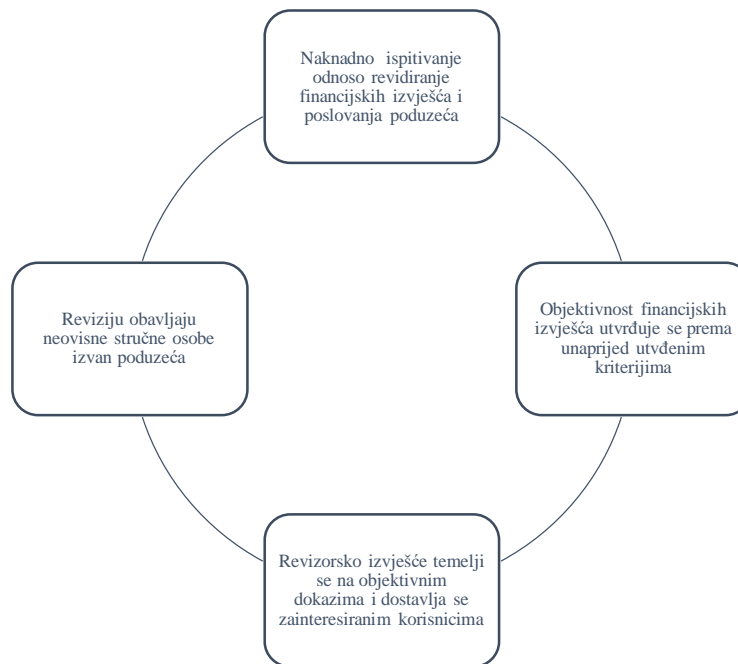 Naknadno ispitivanje
odnoso revidiranje
financijskih izvješća i
poslovanja poduzeća
Objektivnost financijskih
izvješća utvrđuje se prema
unaprijed utvđenim
kriterijima
Revizorsko izvješće temelji
se na objektivnim
dokazima i dostavlja se
zainteresiranim korisnicima
Reviziju obavljaju
neovisne stručne osobe
izvan poduzeća